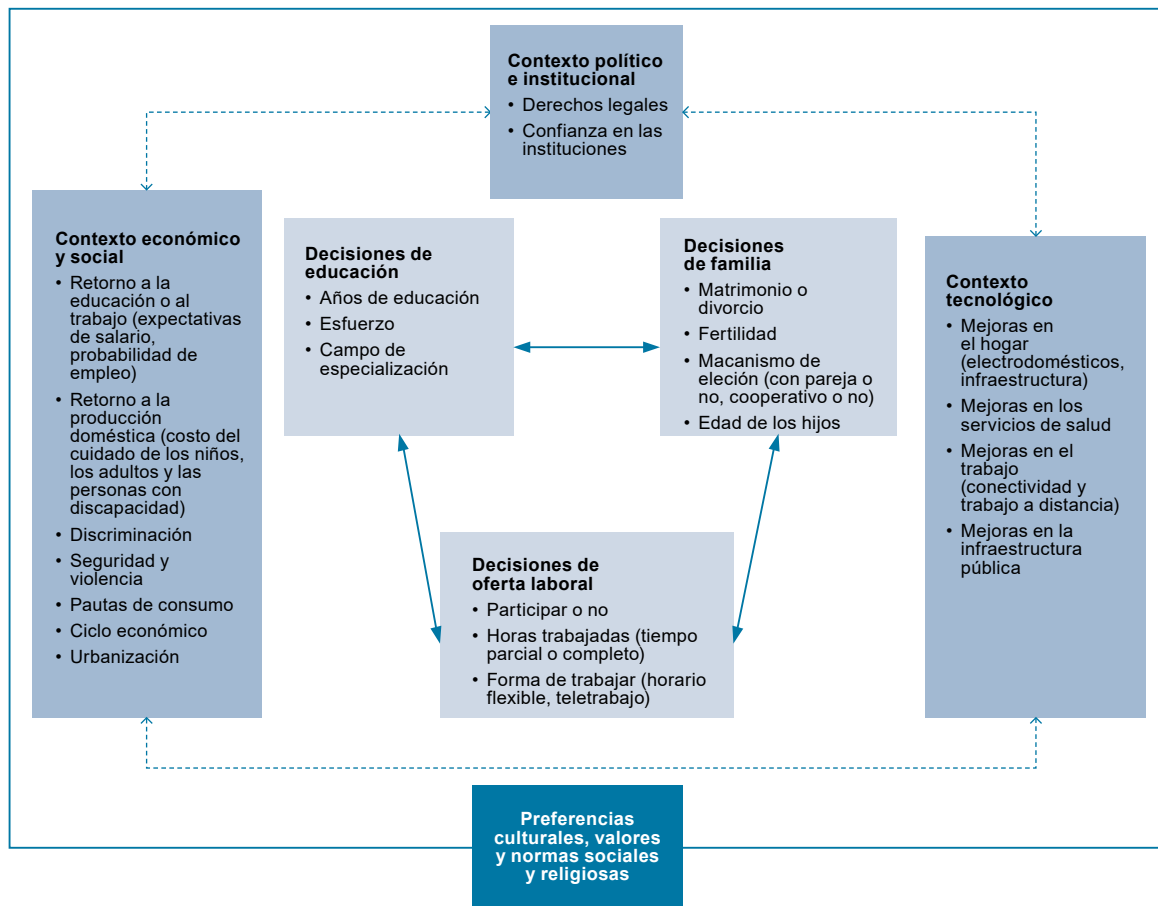 Contexto político
e institucional
• Derechos legales
• Confianza en las
instituciones
Contexto económico
y social
• Retorno a la
educación o al
trabajo (expectativas
de salario,
probabilidad de
empleo)
• Retorno a la
producción
doméstica (costo del
cuidado de los niños,
los adultos y las
personas con
discapacidad)
• Discriminación
• Seguridad y
violencia
• Pautas de consumo
• Ciclo económico
• Urbanización
Decisiones de
educación
• Años de educación
• Esfuerzo
• Campo de
especialización
Decisiones
de familia
• Matrimonio o
divorcio
• Fertilidad
• Macanismo de
eleción (con pareja o
no, cooperativo o no)
• Edad de los hijos
Contexto
tecnológico
• Mejoras en
el hogar
(electrodomésticos,
infraestructura)
• Mejoras en los
servicios de salud
• Mejoras en el
trabajo
(conectividad y
trabajo a distancia)
• Mejoras en la
infraestructura
pública
Decisiones de
oferta laboral
• Participar o no
• Horas trabajadas (tiempo
parcial o completo)
• Forma de trabajar (horario
flexible, teletrabajo)
Preferencias
culturales, valores
y normas sociales
y religiosas